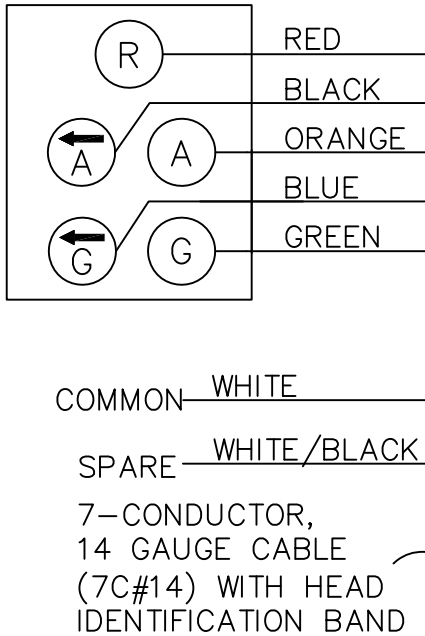 R RED
BLACK
A A ORANGE
BLUE
G G GREEN
COMMON WHITE
SPARE WHITE/BLACK
7-CONDUCTOR,
14 GAUGE CABLE
(7C#14) WITH HEAD
IDENTIFICATION BAND